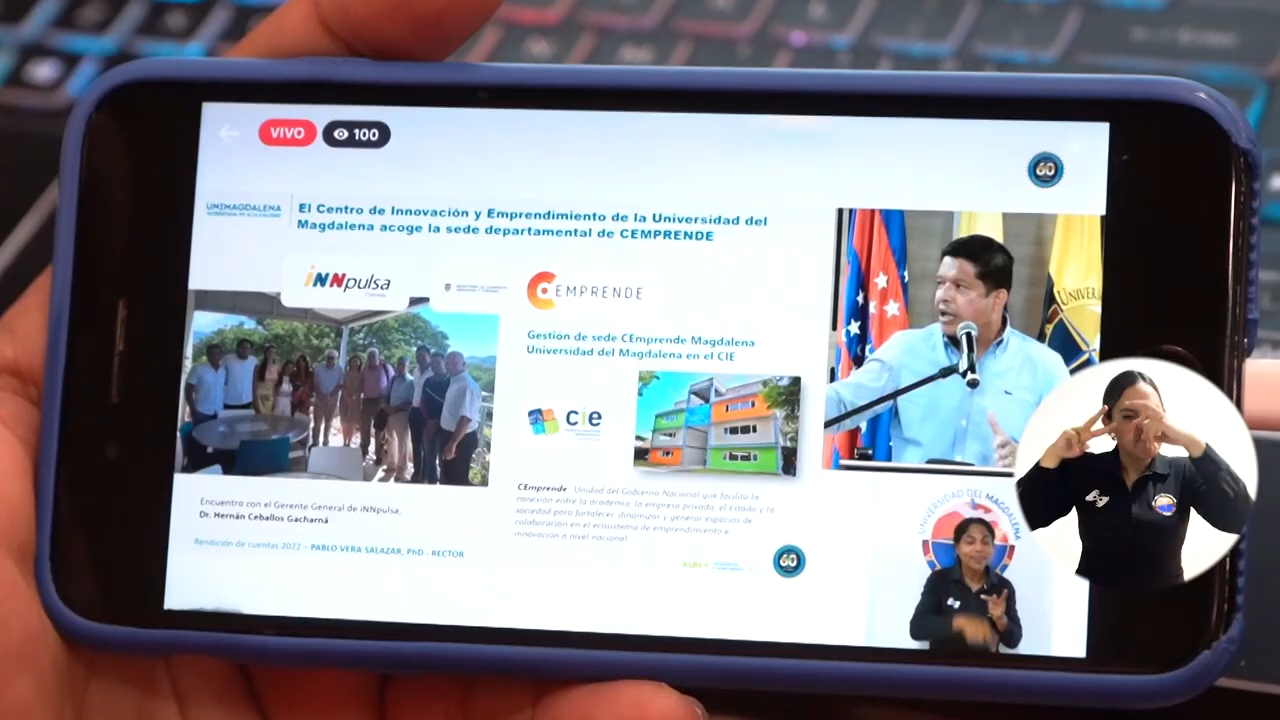 VIVO
100
60
UNIMAGDALENA
El Centro de Innovación y Emprendimiento de la Universidad del
Magdalena acoge la sede departamental de CEMPRENDE
iNNpulsa
CEMPRENDE
Gestión de sede CEmprende Magdalena
Universidad del Magdalena en el CIE
cie
UNIVERS
Encuentro con el Gerente General de iNNpulsa,
Dr. Hernán Ceballos Gacharná
CEmprende Unidad del Gobierno Nacional que facilita la
conexión entre la academia, la empresa privada, el Estado y la
sociedad para fortalecer, dinamizar y generar espacios de
colaboración en el ecosistema de emprendimiento e
innovación a nivel nacional
Rendición de cuentas 2022 – PABLO VERA SALAZAR, PhD - RECTOR
60
UNIVERSIDAD DEL MAGDALENA